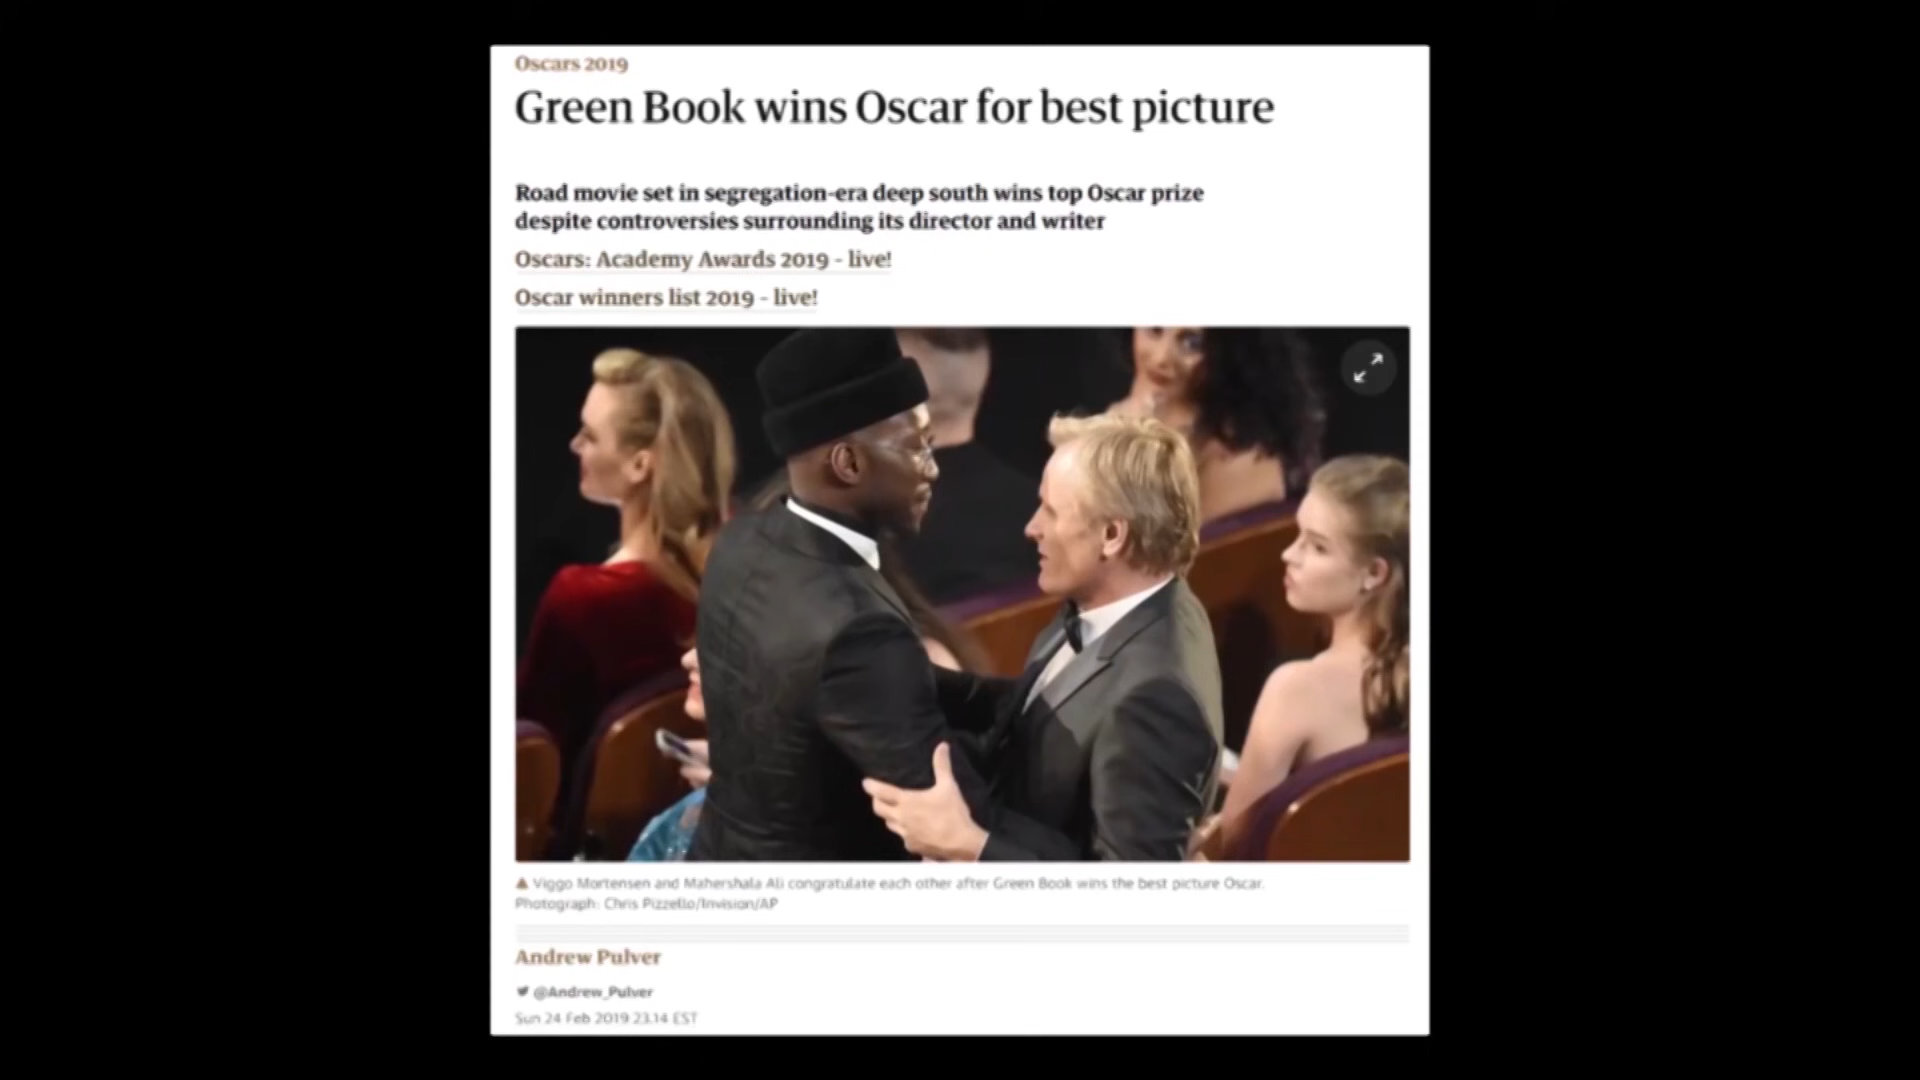 Oscars 2019
Green Book wins Oscar for best picture
Road movie set in segregation-era deep south wins top Oscar prize
despite controversies surrounding its director and writer
Oscars: Academy Awards 2019 - live!
Oscar winners list 2019 - live!
Viggo Mortensen and Mahershala Ali congratulate each other after Green Book wins the best picture Oscar.
Photograph: Chris Pizzello/Invision/AP
Andrew Pulver
@Andrew_Pulver
Sun 24 Feb 2019 23.14 EST